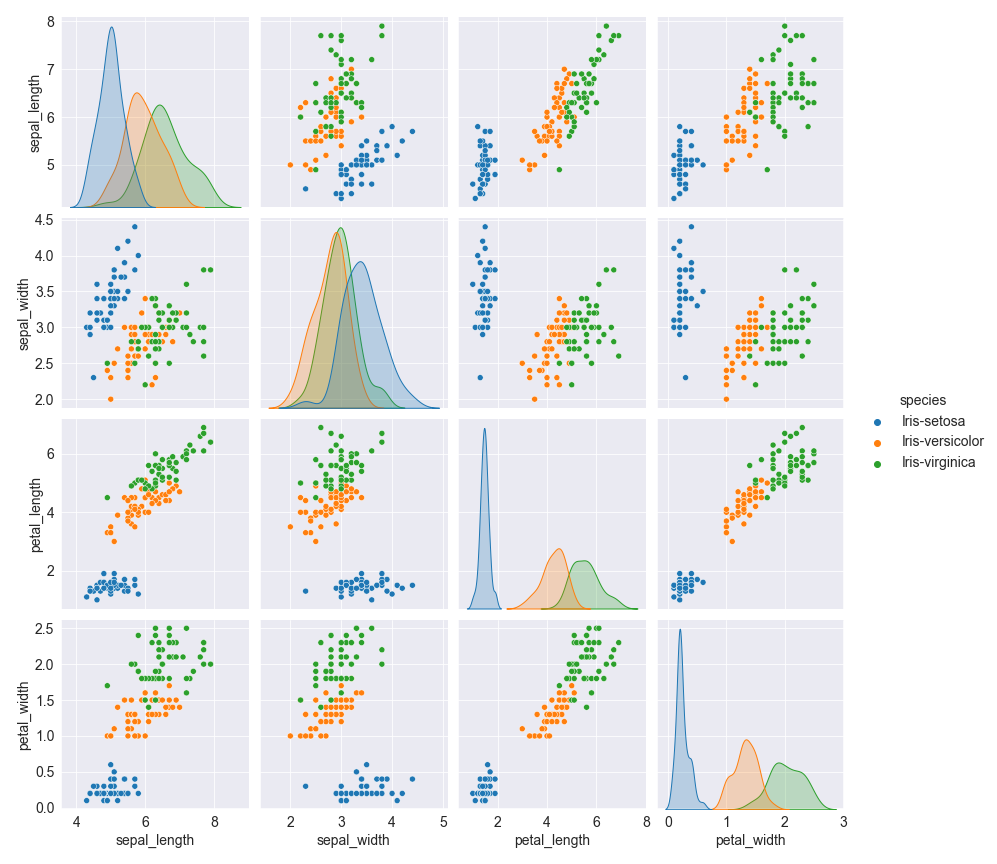 8
7
6
5
sepal_length
4.5
4.0
3.5
3.0
2.5
2.0
sepal_width
species
Iris-setosa
Iris-versicolor
Iris-virginica
6
4
2
petal_length
2.5
2.0
1.5
1.0
0.5
0.0
petal_width
4 6 8
sepal_length
2 3 4 5
sepal_width
2 4 6 8
petal_length
0 1 2 3
petal_width